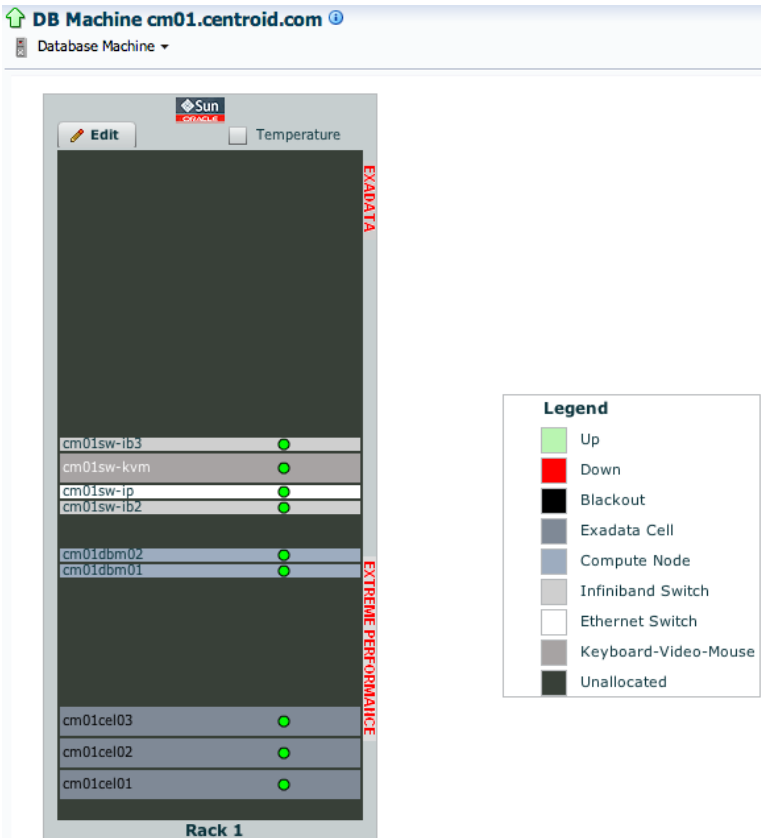 DB Machine cm01.centroid.com
Database Machine
Sun
ORACLE
Edit
Temperature
EXADATA
cm01sw-ib3
cm01sw-kvm
cm01sw-ip
cm01sw-ib2
cm01dbm02
cm01dbm01
EXTREME PERFORMANCE
cm01cel03
cm01cel02
cm01cel01
Rack 1
Legend
Up
Down
Blackout
Exadata Cell
Compute Node
Infiniband Switch
Ethernet Switch
Keyboard-Video-Mouse
Unallocated